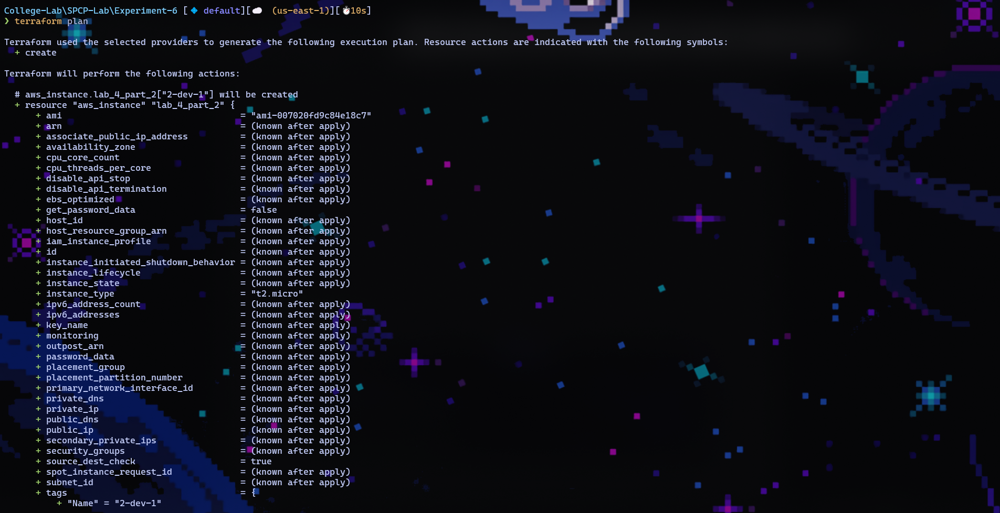 College-Lab\SPCP-Lab\Experiment-6 [ default][ (us-east-1)][10s]
❯ terraform plan
Terraform used the selected providers to generate the following execution plan. Resource actions are indicated with the following symbols:
+ create
Terraform will perform the following actions:
# aws_instance.lab_4_part_2["2-dev-1"] will be created
+ resource "aws_instance" "lab_4_part_2" {
+ ami = "ami-007020fd9c84e18c7"
+ arn = (known after apply)
+ associate_public_ip_address = (known after apply)
+ availability_zone = (known after apply)
+ cpu_core_count = (known after apply)
+ cpu_threads_per_core = (known after apply)
+ disable_api_stop = (known after apply)
+ disable_api_termination = (known after apply)
+ ebs_optimized = (known after apply)
+ get_password_data = false
+ host_id = (known after apply)
+ host_resource_group_arn = (known after apply)
+ iam_instance_profile = (known after apply)
+ id = (known after apply)
+ instance_initiated_shutdown_behavior = (known after apply)
+ instance_lifecycle = (known after apply)
+ instance_state = (known after apply)
+ instance_type = "t2.micro"
+ ipv6_address_count = (known after apply)
+ ipv6_addresses = (known after apply)
+ key_name = (known after apply)
+ monitoring = (known after apply)
+ outpost_arn = (known after apply)
+ password_data = (known after apply)
+ placement_group = (known after apply)
+ placement_partition_number = (known after apply)
+ primary_network_interface_id = (known after apply)
+ private_dns = (known after apply)
+ private_ip = (known after apply)
+ public_dns = (known after apply)
+ public_ip = (known after apply)
+ secondary_private_ips = (known after apply)
+ security_groups = (known after apply)
+ source_dest_check = true
+ spot_instance_request_id = (known after apply)
+ subnet_id = (known after apply)
+ tags = {
+ "Name" = "2-dev-1"